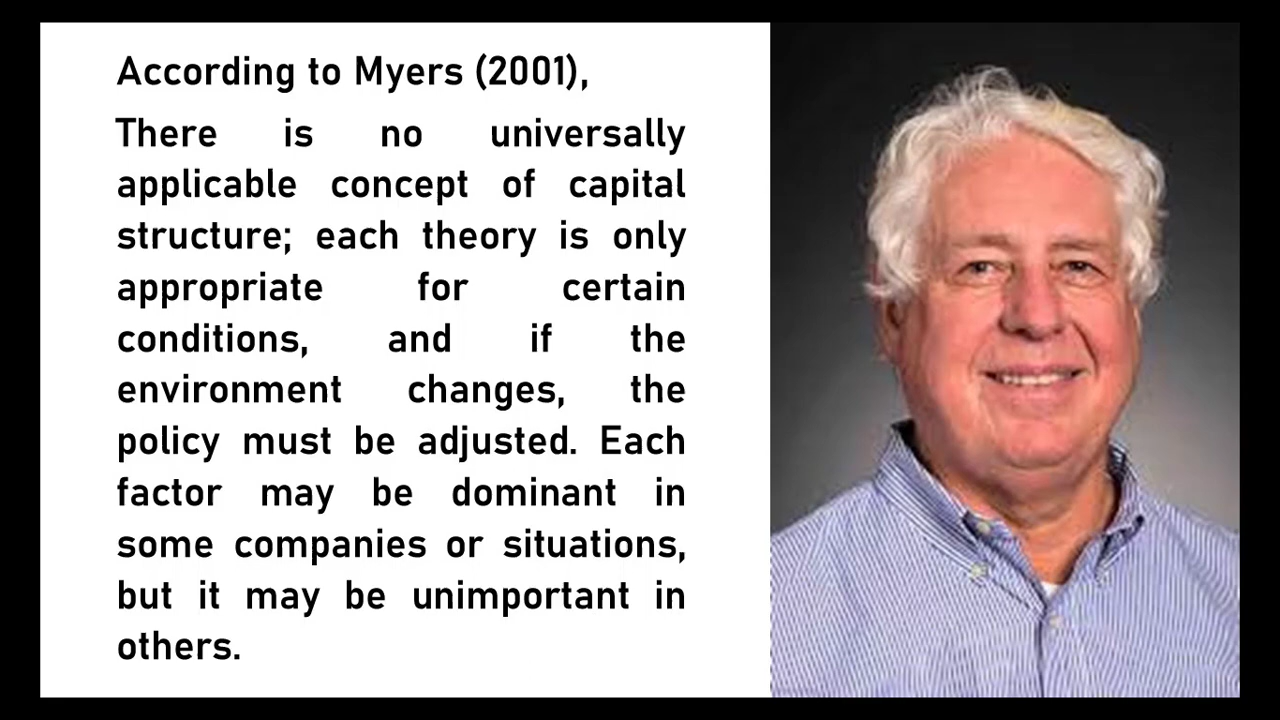 According to Myers (2001),
There is no universally
applicable concept of capital
structure; each theory is only
appropriate for certain
conditions, and if the
environment changes, the
policy must be adjusted. Each
factor may be dominant in
some companies or situations,
but it may be unimportant in
others.